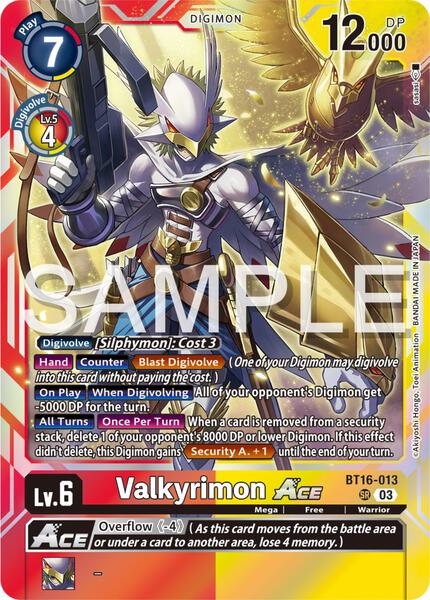 Play
7
DIGIMON
DP
12000
Digivolve
Lv.5
4
sasasi
SAMPLE
©Akiyoshi Hongo, Toei Animation BANDAI MADE IN JAPAN
Digivolve [Silphymon]: Cost 3
Hand Counter Blast Digivolve (One of your Digimon may digivolve
into this card without paying the cost.)
On Play When Digivolving All of your opponent's Digimon get
-5000 DP for the turn.
All Turns Once Per Turn When a card is removed from a security
stack, delete 1 of your opponent's 8000 DP or lower Digimon. If this effect
didn't delete, this Digimon gains Security A. +1 until the end of your turn.
Lv.6
Valkyrimon ACE
BT16-013
SR 03
Mega | Free | Warrior
ACE Overflow ❬-4❭ (As this card moves from the battle area
or under a card to another area, lose 4 memory.)
-